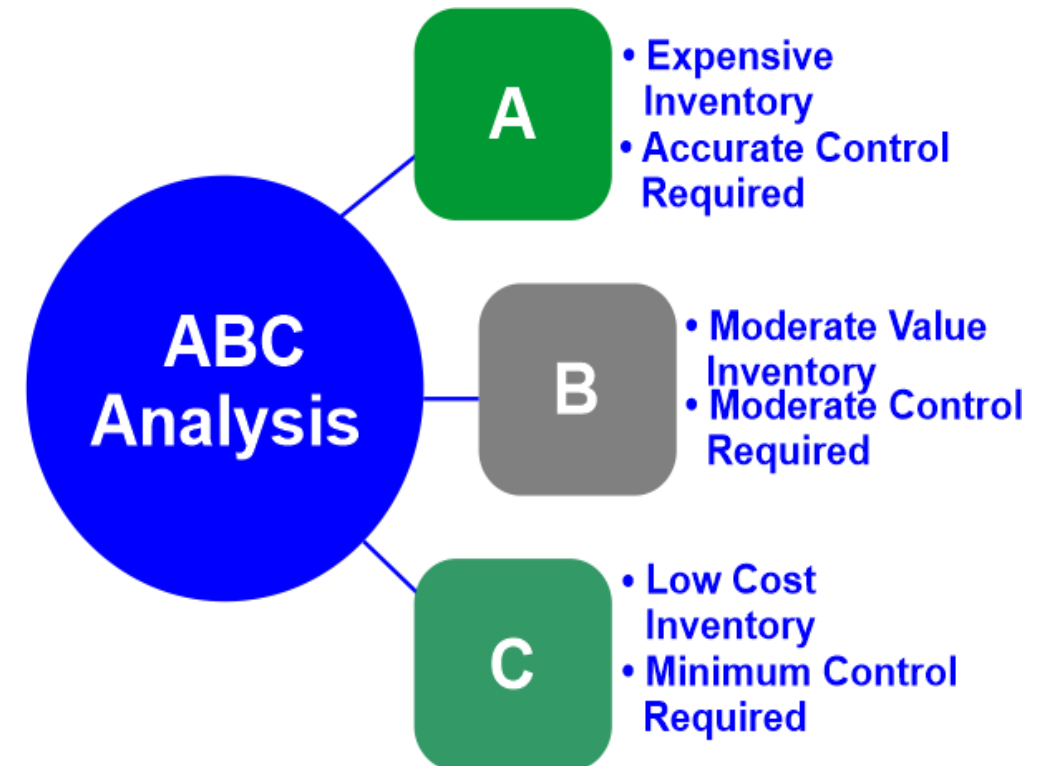 ABC
Analysis
A
• Expensive
Inventory
• Accurate Control
Required
B
• Moderate Value
Inventory
• Moderate Control
Required
C
• Low Cost
Inventory
• Minimum Control
Required